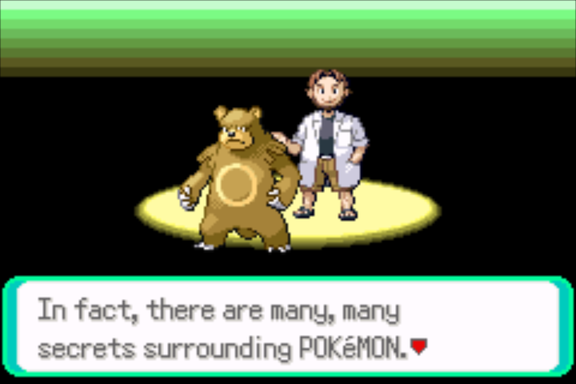 In fact, there are many, many
secrets surrounding POKéMON.